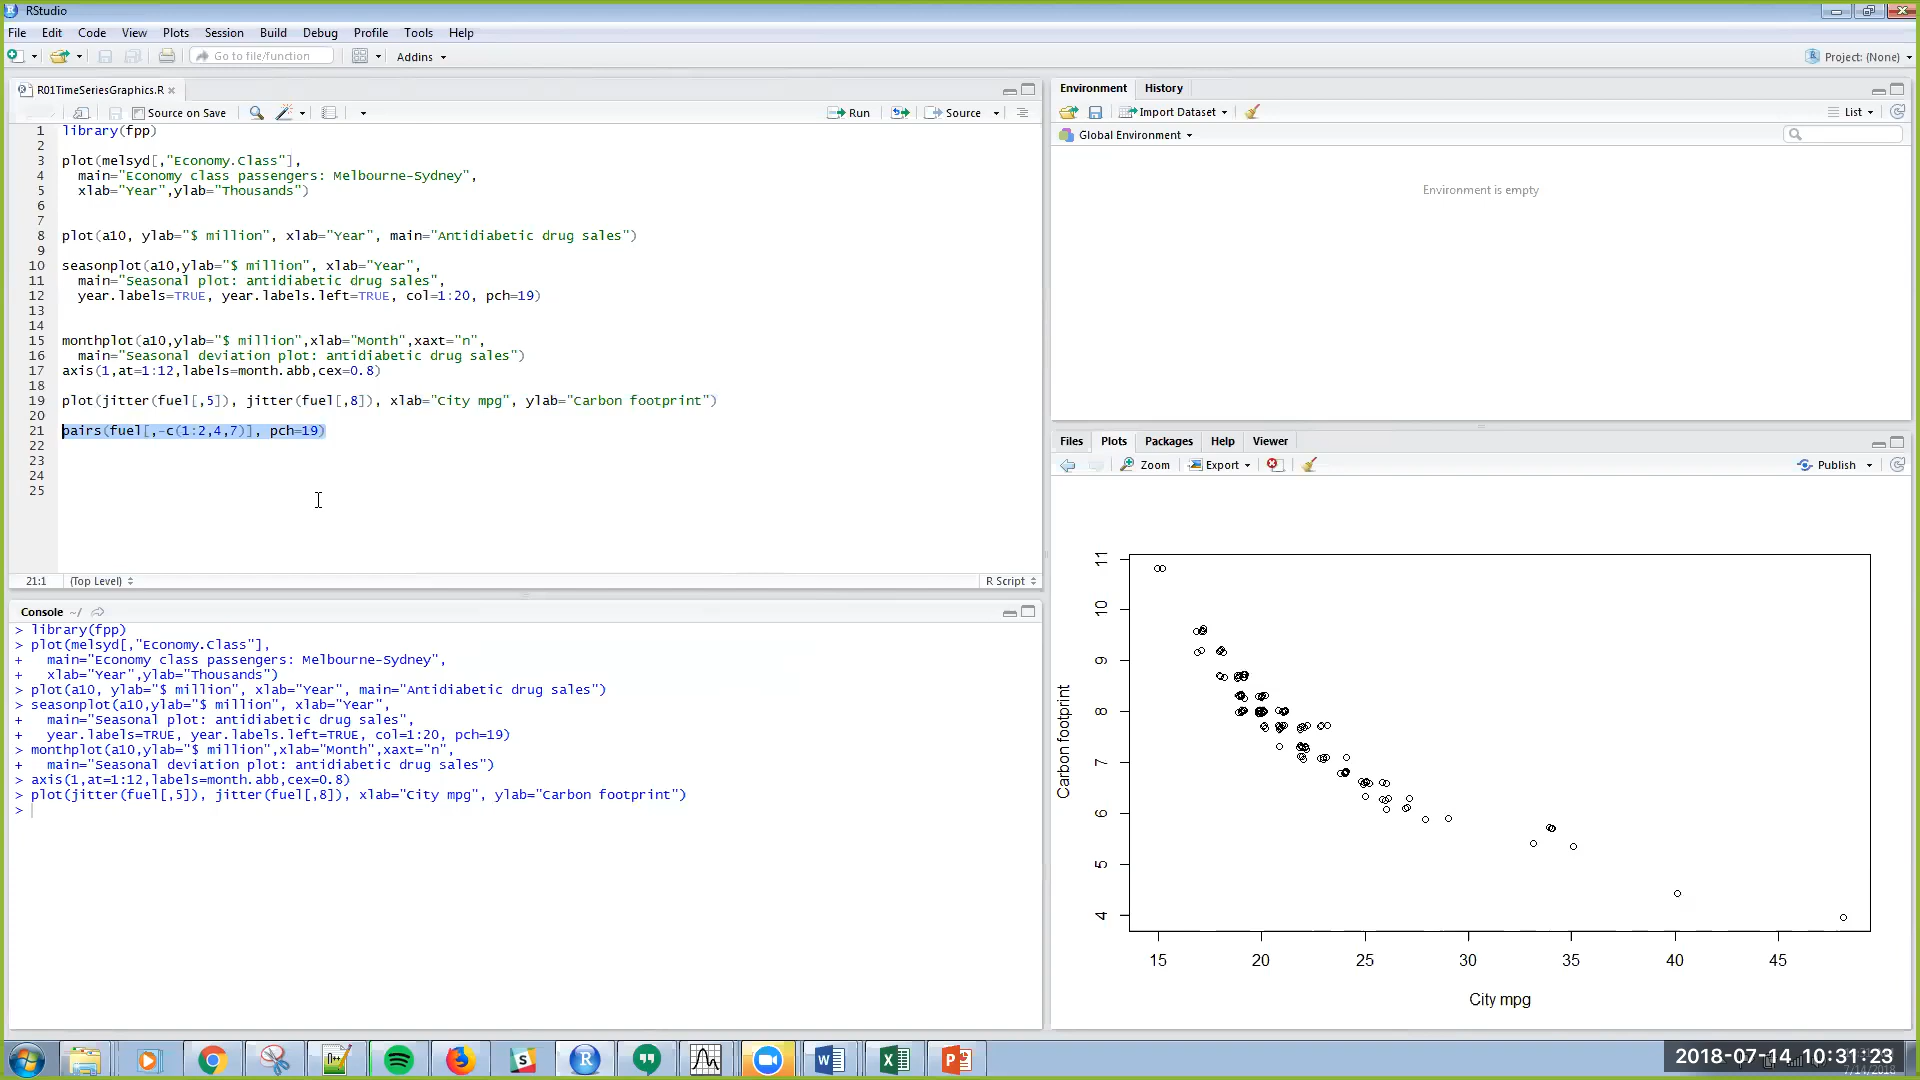 RStudio
File Edit Code View Plots Session Build Debug Profile Tools Help
Go to file/function Addins Project: (None)
R01TimeSeriesGraphics.R
Source on Save Run Source
1 library(fpp)
2
3 plot(melsyd[,"Economy.Class"],
4 main="Economy class passengers: Melbourne-Sydney",
5 xlab="Year",ylab="Thousands")
6
7
8 plot(a10, ylab="$ million", xlab="Year", main="Antidiabetic drug sales")
9
10 seasonplot(a10,ylab="$ million", xlab="Year",
11 main="Seasonal plot: antidiabetic drug sales",
12 year.labels=TRUE, year.labels.left=TRUE, col=1:20, pch=19)
13
14
15 monthplot(a10,ylab="$ million",xlab="Month",xaxt="n",
16 main="Seasonal deviation plot: antidiabetic drug sales")
17 axis(1,at=1:12,labels=month.abb,cex=0.8)
18
19 plot(jitter(fuel[,5]), jitter(fuel[,8]), xlab="City mpg", ylab="Carbon footprint")
20
21 pairs(fuel[,-c(1:2,4,7)], pch=19)
22
23
24
25
21:1 (Top Level) R Script
Console ~/
> library(fpp)
> plot(melsyd[,"Economy.Class"],
+ main="Economy class passengers: Melbourne-Sydney",
+ xlab="Year",ylab="Thousands")
> plot(a10, ylab="$ million", xlab="Year", main="Antidiabetic drug sales")
> seasonplot(a10,ylab="$ million", xlab="Year",
+ main="Seasonal plot: antidiabetic drug sales",
+ year.labels=TRUE, year.labels.left=TRUE, col=1:20, pch=19)
> monthplot(a10,ylab="$ million",xlab="Month",xaxt="n",
+ main="Seasonal deviation plot: antidiabetic drug sales")
> axis(1,at=1:12,labels=month.abb,cex=0.8)
> plot(jitter(fuel[,5]), jitter(fuel[,8]), xlab="City mpg", ylab="Carbon footprint")
>
Environment History
Import Dataset List
Global Environment
Environment is empty
Files Plots Packages Help Viewer
Zoom Export Publish
11
10
9
8
7
6
5
4
Carbon footprint
15 20 25 30 35 40 45
City mpg
2018-07-14 10:31:23
7/14/2018